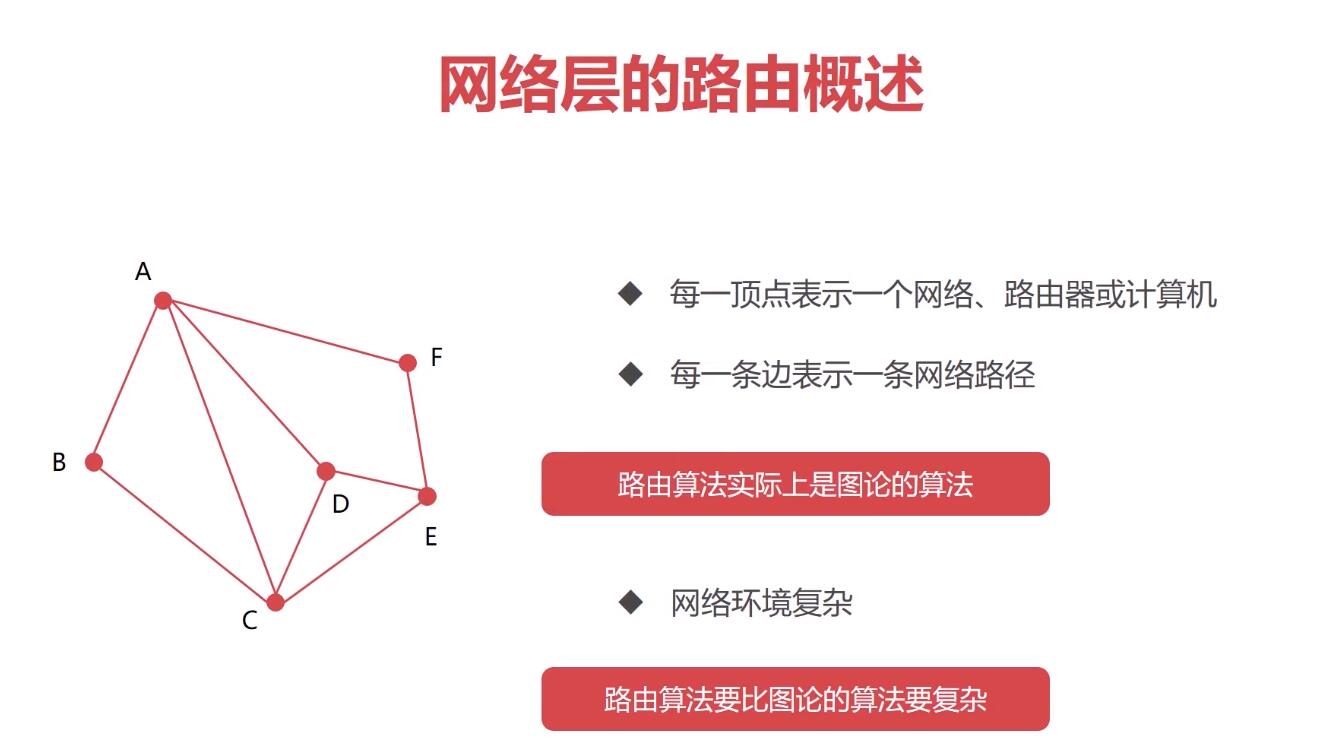 网络层的路由概述
A
F
B
D
E
C
每一顶点表示一个网络、路由器或计算机
每一条边表示一条网络路径
路由算法实际上是图论的算法
网络环境复杂
路由算法要比图论的算法要复杂